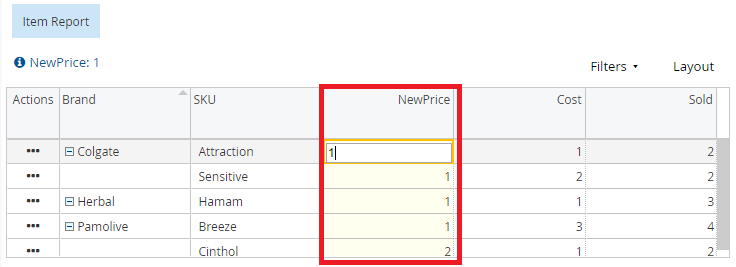 Item Report
NewPrice: 1
Filters Layout
Actions Brand SKU NewPrice Cost Sold
••• Colgate Attraction 1 1 2
••• Sensitive 1 2 2
••• Herbal Hamam 1 1 3
••• Pamolive Breeze 1 3 4
••• Cinthol 2 1 2